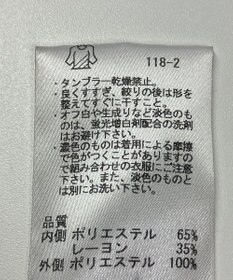 118-2
・タンブラー乾燥禁止。
・良くすすぎ、絞りの後は形を
整えてすぐに干すこと。
・オフ白や生成りなど淡色のも
のは、蛍光増白剤配合の洗剤
はお避け下さい。
・濃色のものは着用による摩擦
で色がつくことがありますの
で組み合わせの衣服にご注意
下さい。また、淡色のものと
は別にお洗い下さい。
品質
内側 ポリエステル 65%
レーヨン 35%
外側 ポリエステル 100%